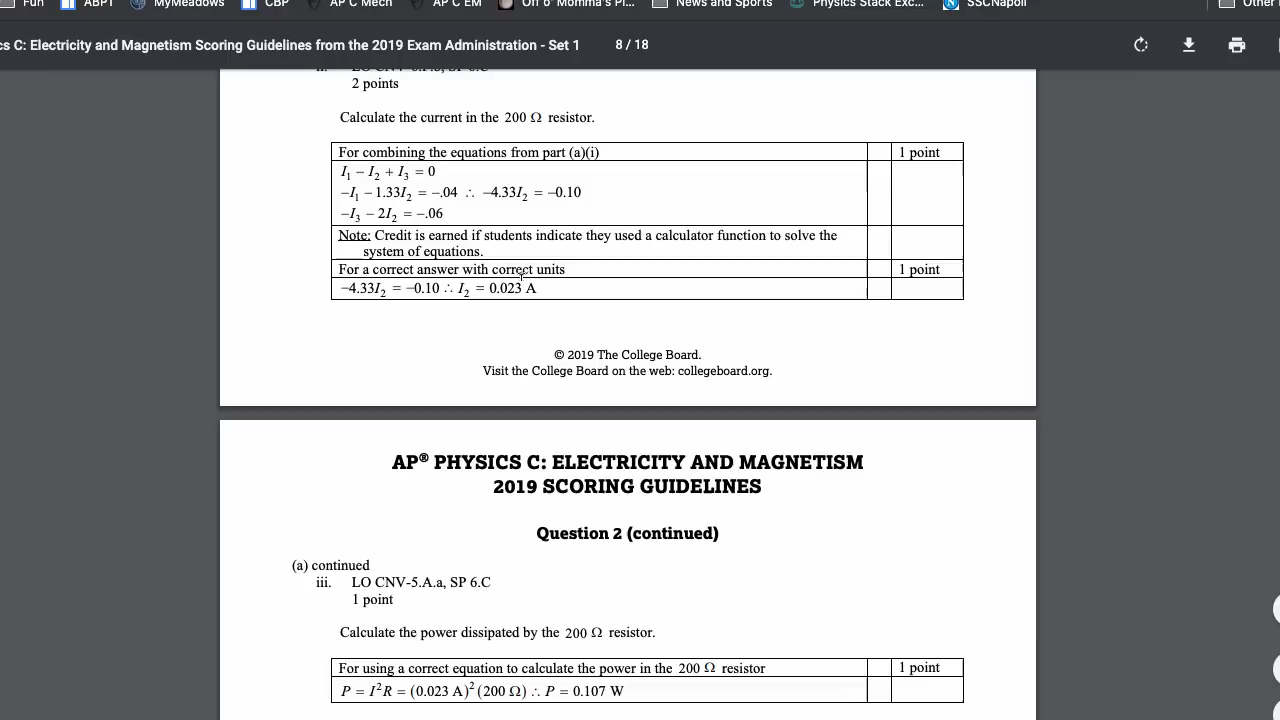 Fun ABPT MyMeadows CBP AP C Mech AP C EM Off o' Momma's Pl... News and Sports Physics Stack Exc... SSCNapoli Other
cs C: Electricity and Magnetism Scoring Guidelines from the 2019 Exam Administration - Set 1 8 / 18
2 points
Calculate the current in the 200 Ω resistor.
For combining the equations from part (a)(i) 1 point
I₁ − I₂ + I₃ = 0
−I₁ − 1.33I₂ = −.04 ∴ −4.33I₂ = −0.10
−I₃ − 2I₂ = −.06
Note: Credit is earned if students indicate they used a calculator function to solve the
system of equations.
For a correct answer with correct units 1 point
−4.33I₂ = −0.10 ∴ I₂ = 0.023 A
© 2019 The College Board.
Visit the College Board on the web: collegeboard.org.
AP® PHYSICS C: ELECTRICITY AND MAGNETISM
2019 SCORING GUIDELINES
Question 2 (continued)
(a) continued
iii. LO CNV-5.A.a, SP 6.C
1 point
Calculate the power dissipated by the 200 Ω resistor.
For using a correct equation to calculate the power in the 200 Ω resistor 1 point
P = I²R = (0.023 A)²(200 Ω) ∴ P = 0.107 W